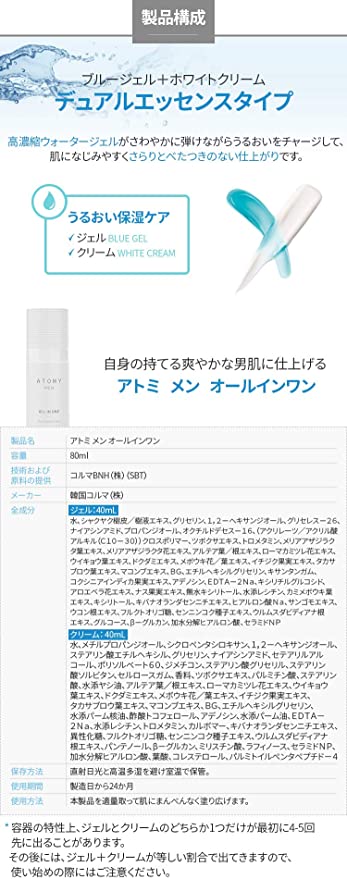 製品構成
ブルージェル＋ホワイトクリーム
デュアルエッセンスタイプ
高濃縮ウォータージェルがさわやかに弾けながらうるおいをチャージして、
肌になじみやすくさらりとべたつきのない仕上がりです。
うるおい保湿ケア
✓ ジェル BLUE GEL
✓ クリーム WHITE CREAM
ATOMY
MEN
ALL IN ONE
自身の持てる爽やかな男肌に仕上げる
アトミ メン オールインワン
製品名 アトミ メン オールインワン
容量 80ml
技術および
原料の提供
コルマBNH（株）（SBT）
メーカー 韓国コルマ（株）
全成分
ジェル：40mL
水、シャクヤク根皮／樹液エキス、グリセリン、1，2－ヘキサンジオール、グリセレス－26、
ナイアシンアミド、プロパンジオール、オクチルドデセス－16、（アクリレーツ／アクリル酸
アルキル（C10－30））クロスポリマー、ツボクサエキス、トロメタミン、メリアアザジラク
タ葉エキス、メリアアザジラクタ花エキス、アルテア葉／根エキス、ローマカミツレ花エキス、
ウイキョウ葉エキス、ドクダミエキス、メボウキ花／葉エキス、イチジク果実エキス、タカサ
ブロウ葉エキス、マコンブエキス、BG、エチルヘキシルグリセリン、キサンタンガム、
コクシニアインディカ果実エキス、アデノシン、EDTA－2Na、キシリチルグルコシド、
アロエベラ花エキス、ナス果実エキス、無水キシリトール、水添レシチン、カミメボウキ葉
エキス、キシリトール、キバナオランダセンニチエキス、ヒアルロン酸Na、サンゴモエキス、
ウコン根エキス、フルクトオリゴ糖、センニンコク種子エキス、ウルムスダビディアナ根
エキス、グルコース、β－グルカン、加水分解ヒアルロン酸、セラミドNP
クリーム：40mL
水、メチルプロパンジオール、シクロペンタシロキサン、1，2－ヘキサンジオール、
ステアリン酸エチルヘキシル、グリセリン、ナイアシンアミド、セテアリルアル
コール、ポリソルベート60、ジメチコン、ステアリン酸グリセリル、ステアリン
酸ソルビタン、セルロースガム、香料、ツボクサエキス、パルミチン酸、ステアリン
酸、水添ヤシ油、アルテア葉／根エキス、ローマカミツレ花エキス、ウイキョウ
葉エキス、ドクダミエキス、メボウキ花／葉エキス、イチジク果実エキス、
タカサブロウ葉エキス、マコンブエキス、BG、エチルヘキシルグリセリン、
水添パーム核油、酢酸トコフェロール、アデノシン、水添パーム油、EDTA－
2Na、水添レシチン、トロメタミン、カルボマー、キバナオランダセンニチエキス、
異性化糖、フルクトオリゴ糖、センニンコク種子エキス、ウルムスダビディアナ
根エキス、パンテノール、β－グルカン、ミリスチン酸、ラフィノース、セラミドNP、
加水分解ヒアルロン酸、葉酸、コレステロール、パルミトイルペンタペプチド－4
保存方法 直射日光と高温多湿を避け室温で保管。
使用期間 製造日から24か月
使用方法 本製品を適量取って肌にまんべんなく塗り広げます。
*容器の特性上、ジェルとクリームのどちらか1つだけが最初に4-5回
先に出ることがあります。
その後には、ジェル＋クリームが等しい割合で出てきますので、
使い始めの際にはご注意ください。